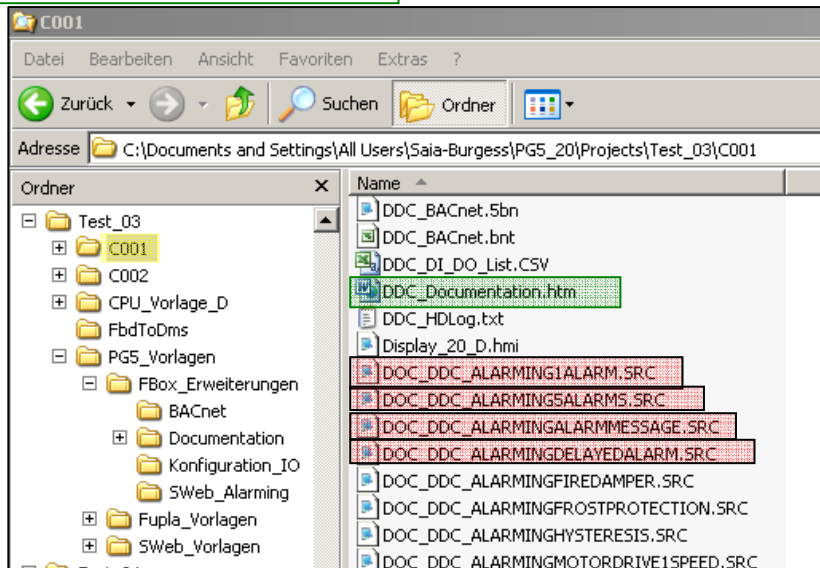 C001
Datei Bearbeiten Ansicht Favoriten Extras ?
Zurück Suchen Ordner
Adresse C:\Documents and Settings\All Users\Saia-Burgess\PG5_20\Projects\Test_03\C001
Ordner
Test_03
C001
C002
CPU_Vorlage_D
FbdToDms
PG5_Vorlagen
FBox_Erweiterungen
BACnet
Documentation
Konfiguration_IO
SWeb_Alarming
Fupla_Vorlagen
SWeb_Vorlagen
Name
DDC_BACnet.5bn
DDC_BACnet.bnt
DDC_DI_DO_List.CSV
DDC_Documentation.htm
DDC_HDLog.txt
Display_20_D.hmi
DOC_DDC_ALARMING1ALARM.SRC
DOC_DDC_ALARMING5ALARMS.SRC
DOC_DDC_ALARMINGALARMMESSAGE.SRC
DOC_DDC_ALARMINGDELAYEDALARM.SRC
DOC_DDC_ALARMINGFIREDAMPER.SRC
DOC_DDC_ALARMINGFROSTPROTECTION.SRC
DOC_DDC_ALARMINGHYSTERESIS.SRC
DOC_DDC_ALARMINGMOTORDRIVE1SPEED.SRC